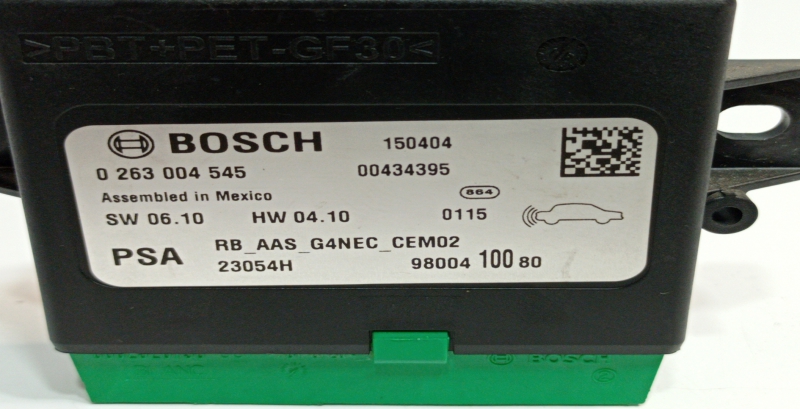 >PBT+PET-GF30<
BOSCH 150404
0 263 004 545 00434395
Assembled in Mexico 864
SW 06.10 HW 04.10 0115
PSA RB_AAS_G4NEC_CEM02
23054H 98004 100 80
BOSCH